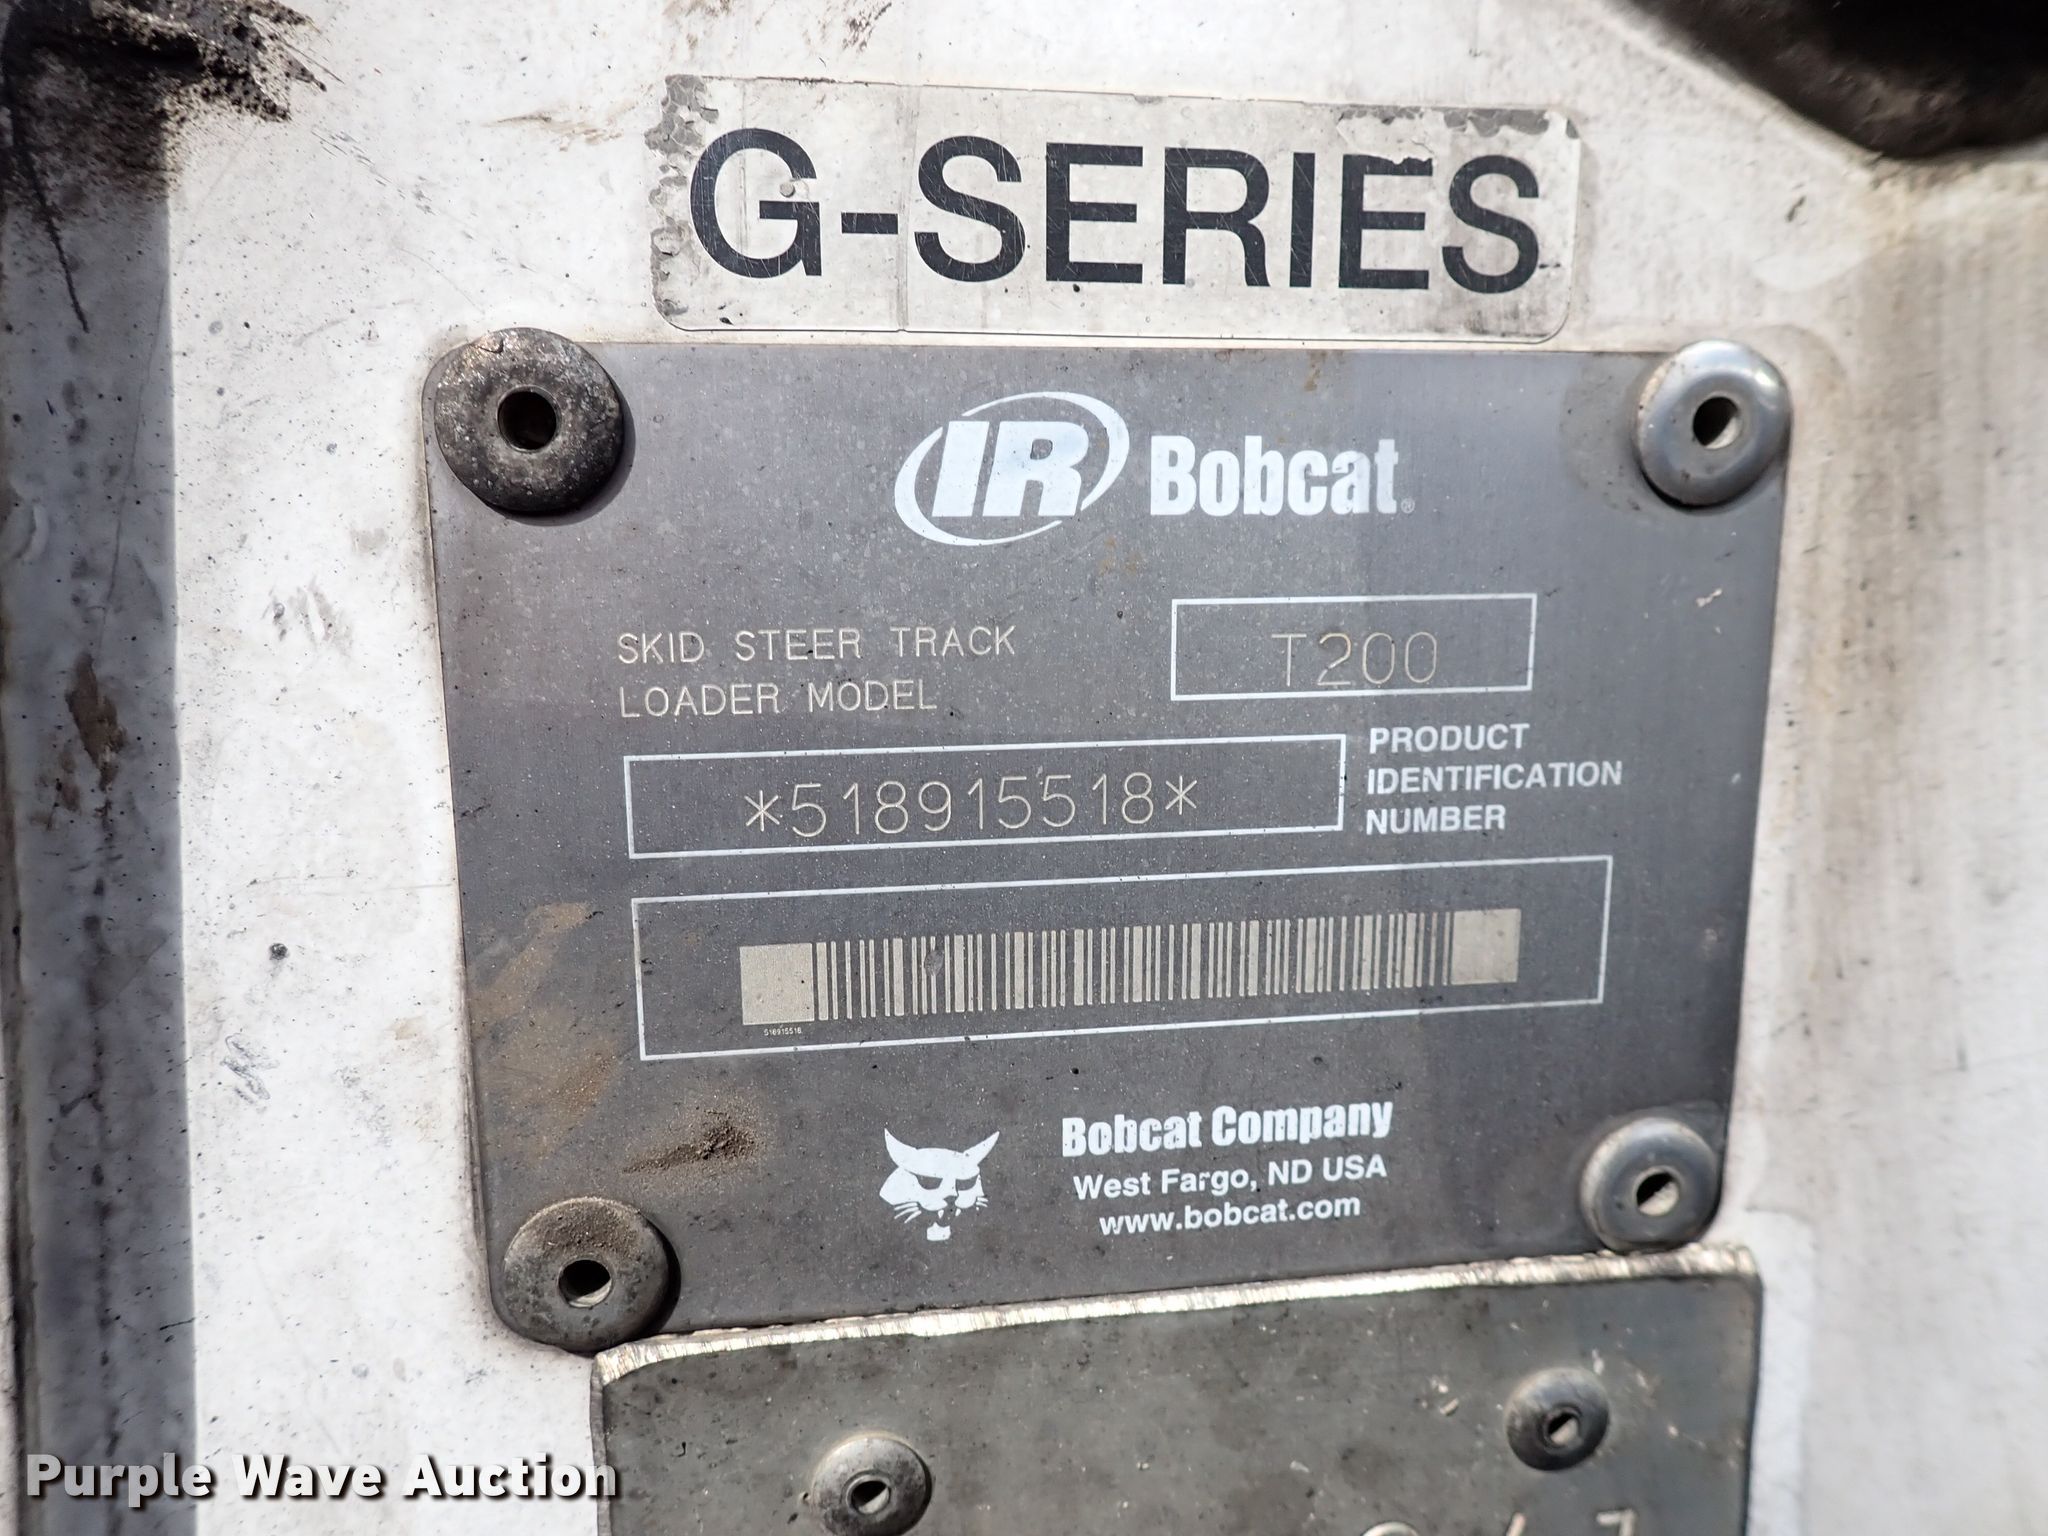 G-SERIES
IR Bobcat®
SKID STEER TRACK
LOADER MODEL
T200
*518915518*
PRODUCT
IDENTIFICATION
NUMBER
518915518
Bobcat Company
West Fargo, ND USA
www.bobcat.com
Purple Wave Auction